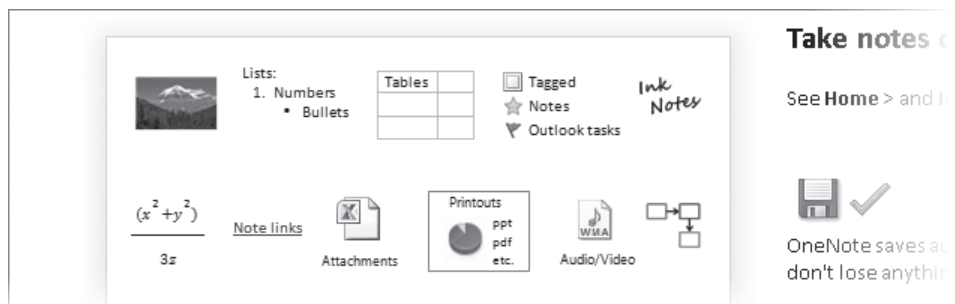 Take notes
Lists:
1. Numbers
• Bullets
Tables
Tagged
Notes
Outlook tasks
Ink
Notes
See Home > and
(x²+y²)
3z
Note links
X
Attachments
Printouts
ppt
pdf
etc.
WMA
Audio/Video
OneNote saves
don't lose